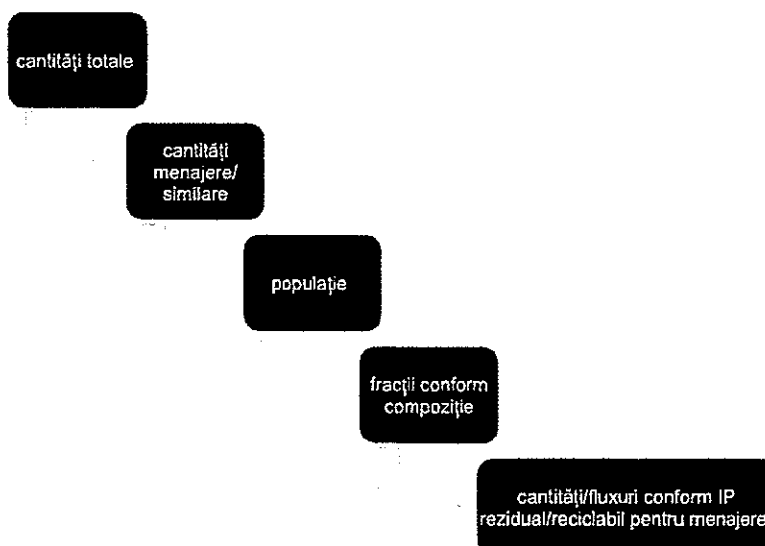 cantităţi totale
cantităţi
menajere/
similare
populaţie
fracţii conform
compoziţie
cantităţi/fluxuri conform IP
rezidual/reciclabil pentru menajere